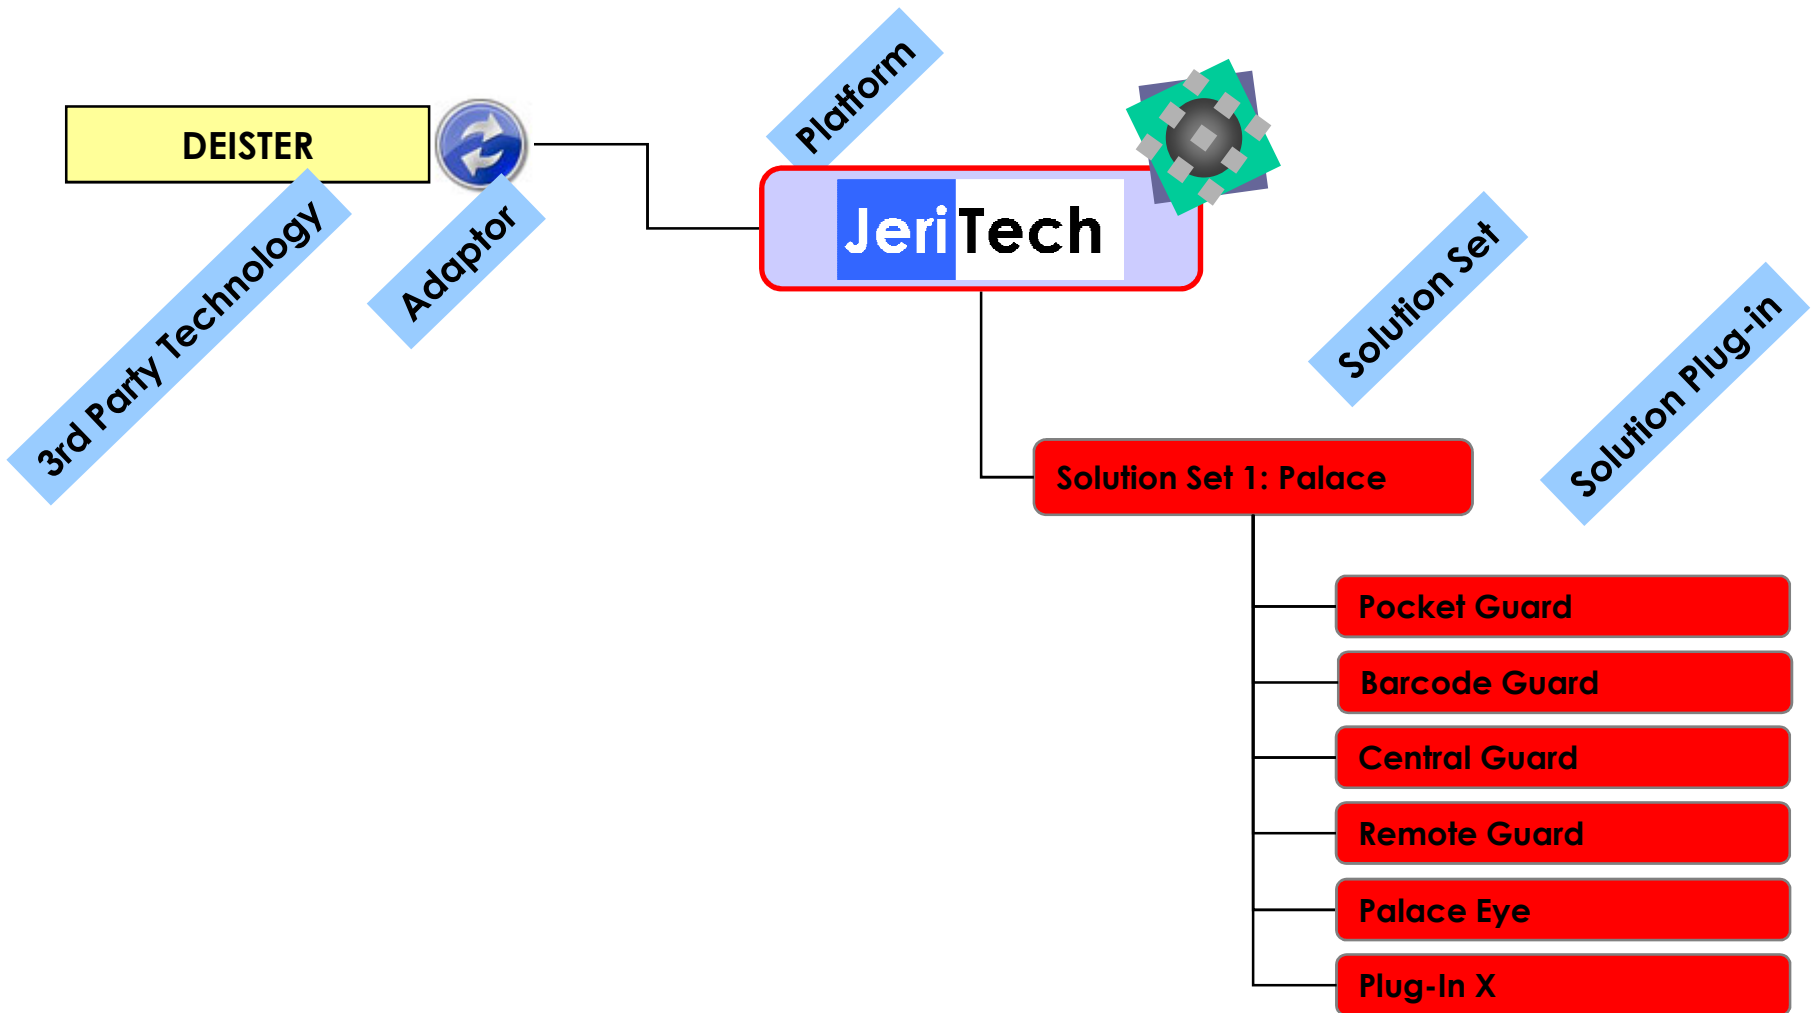 Platform
DEISTER
JeriTech
3rd Party Technology
Adaptor
Solution Set
Solution Plug-in
Solution Set 1: Palace
Pocket Guard
Barcode Guard
Central Guard
Remote Guard
Palace Eye
Plug-In X